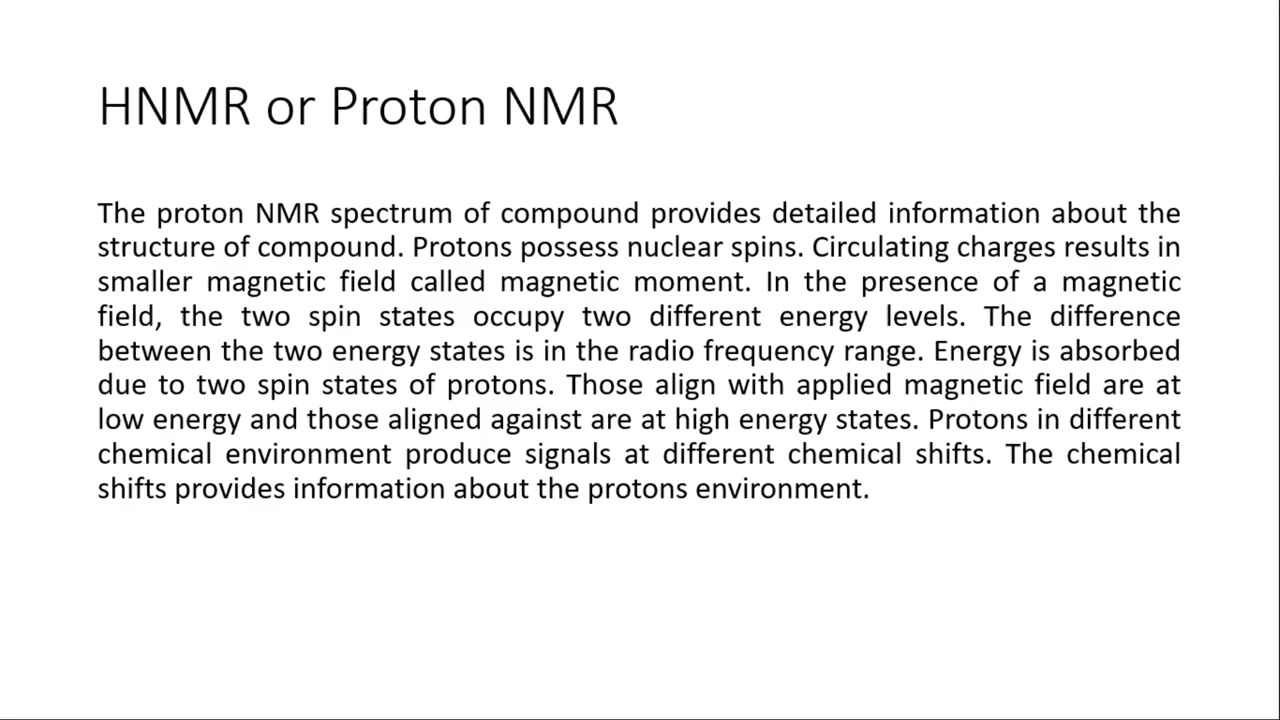 HNMR or Proton NMR
The proton NMR spectrum of compound provides detailed information about the
structure of compound. Protons possess nuclear spins. Circulating charges results in
smaller magnetic field called magnetic moment. In the presence of a magnetic
field, the two spin states occupy two different energy levels. The difference
between the two energy states is in the radio frequency range. Energy is absorbed
due to two spin states of protons. Those align with applied magnetic field are at
low energy and those aligned against are at high energy states. Protons in different
chemical environment produce signals at different chemical shifts. The chemical
shifts provides information about the protons environment.